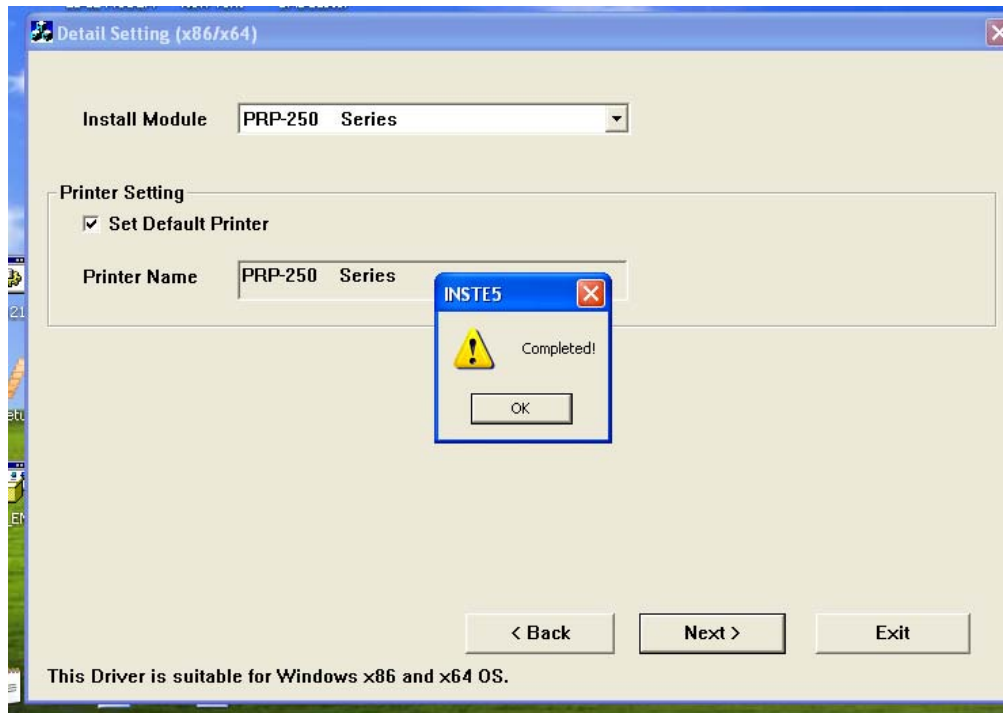 Detail Setting (x86/x64)
Install Module
PRP-250 Series
Printer Setting
Set Default Printer
Printer Name
PRP-250 Series
INSTE5
Completed!
OK
< Back
Next >
Exit
This Driver is suitable for Windows x86 and x64 OS.